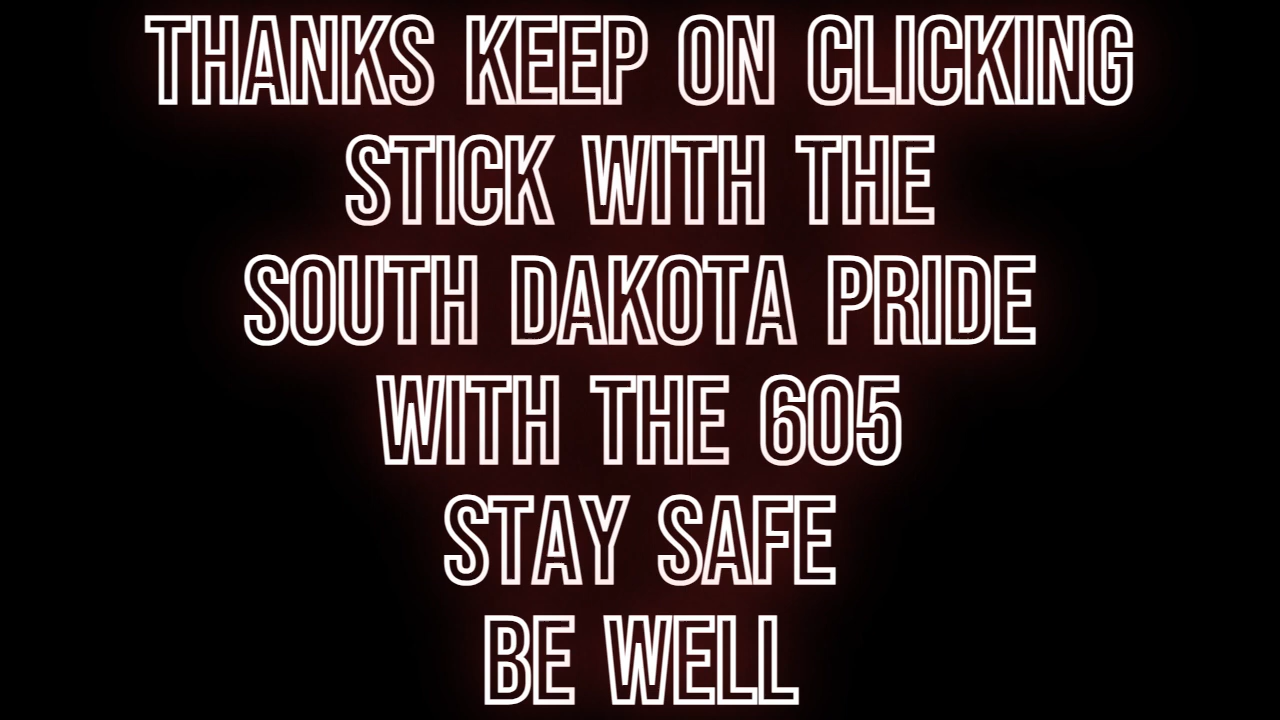 THANKS KEEP ON CLICKING
STICK WITH THE
SOUTH DAKOTA PRIDE
WITH THE 605
STAY SAFE
BE WELL